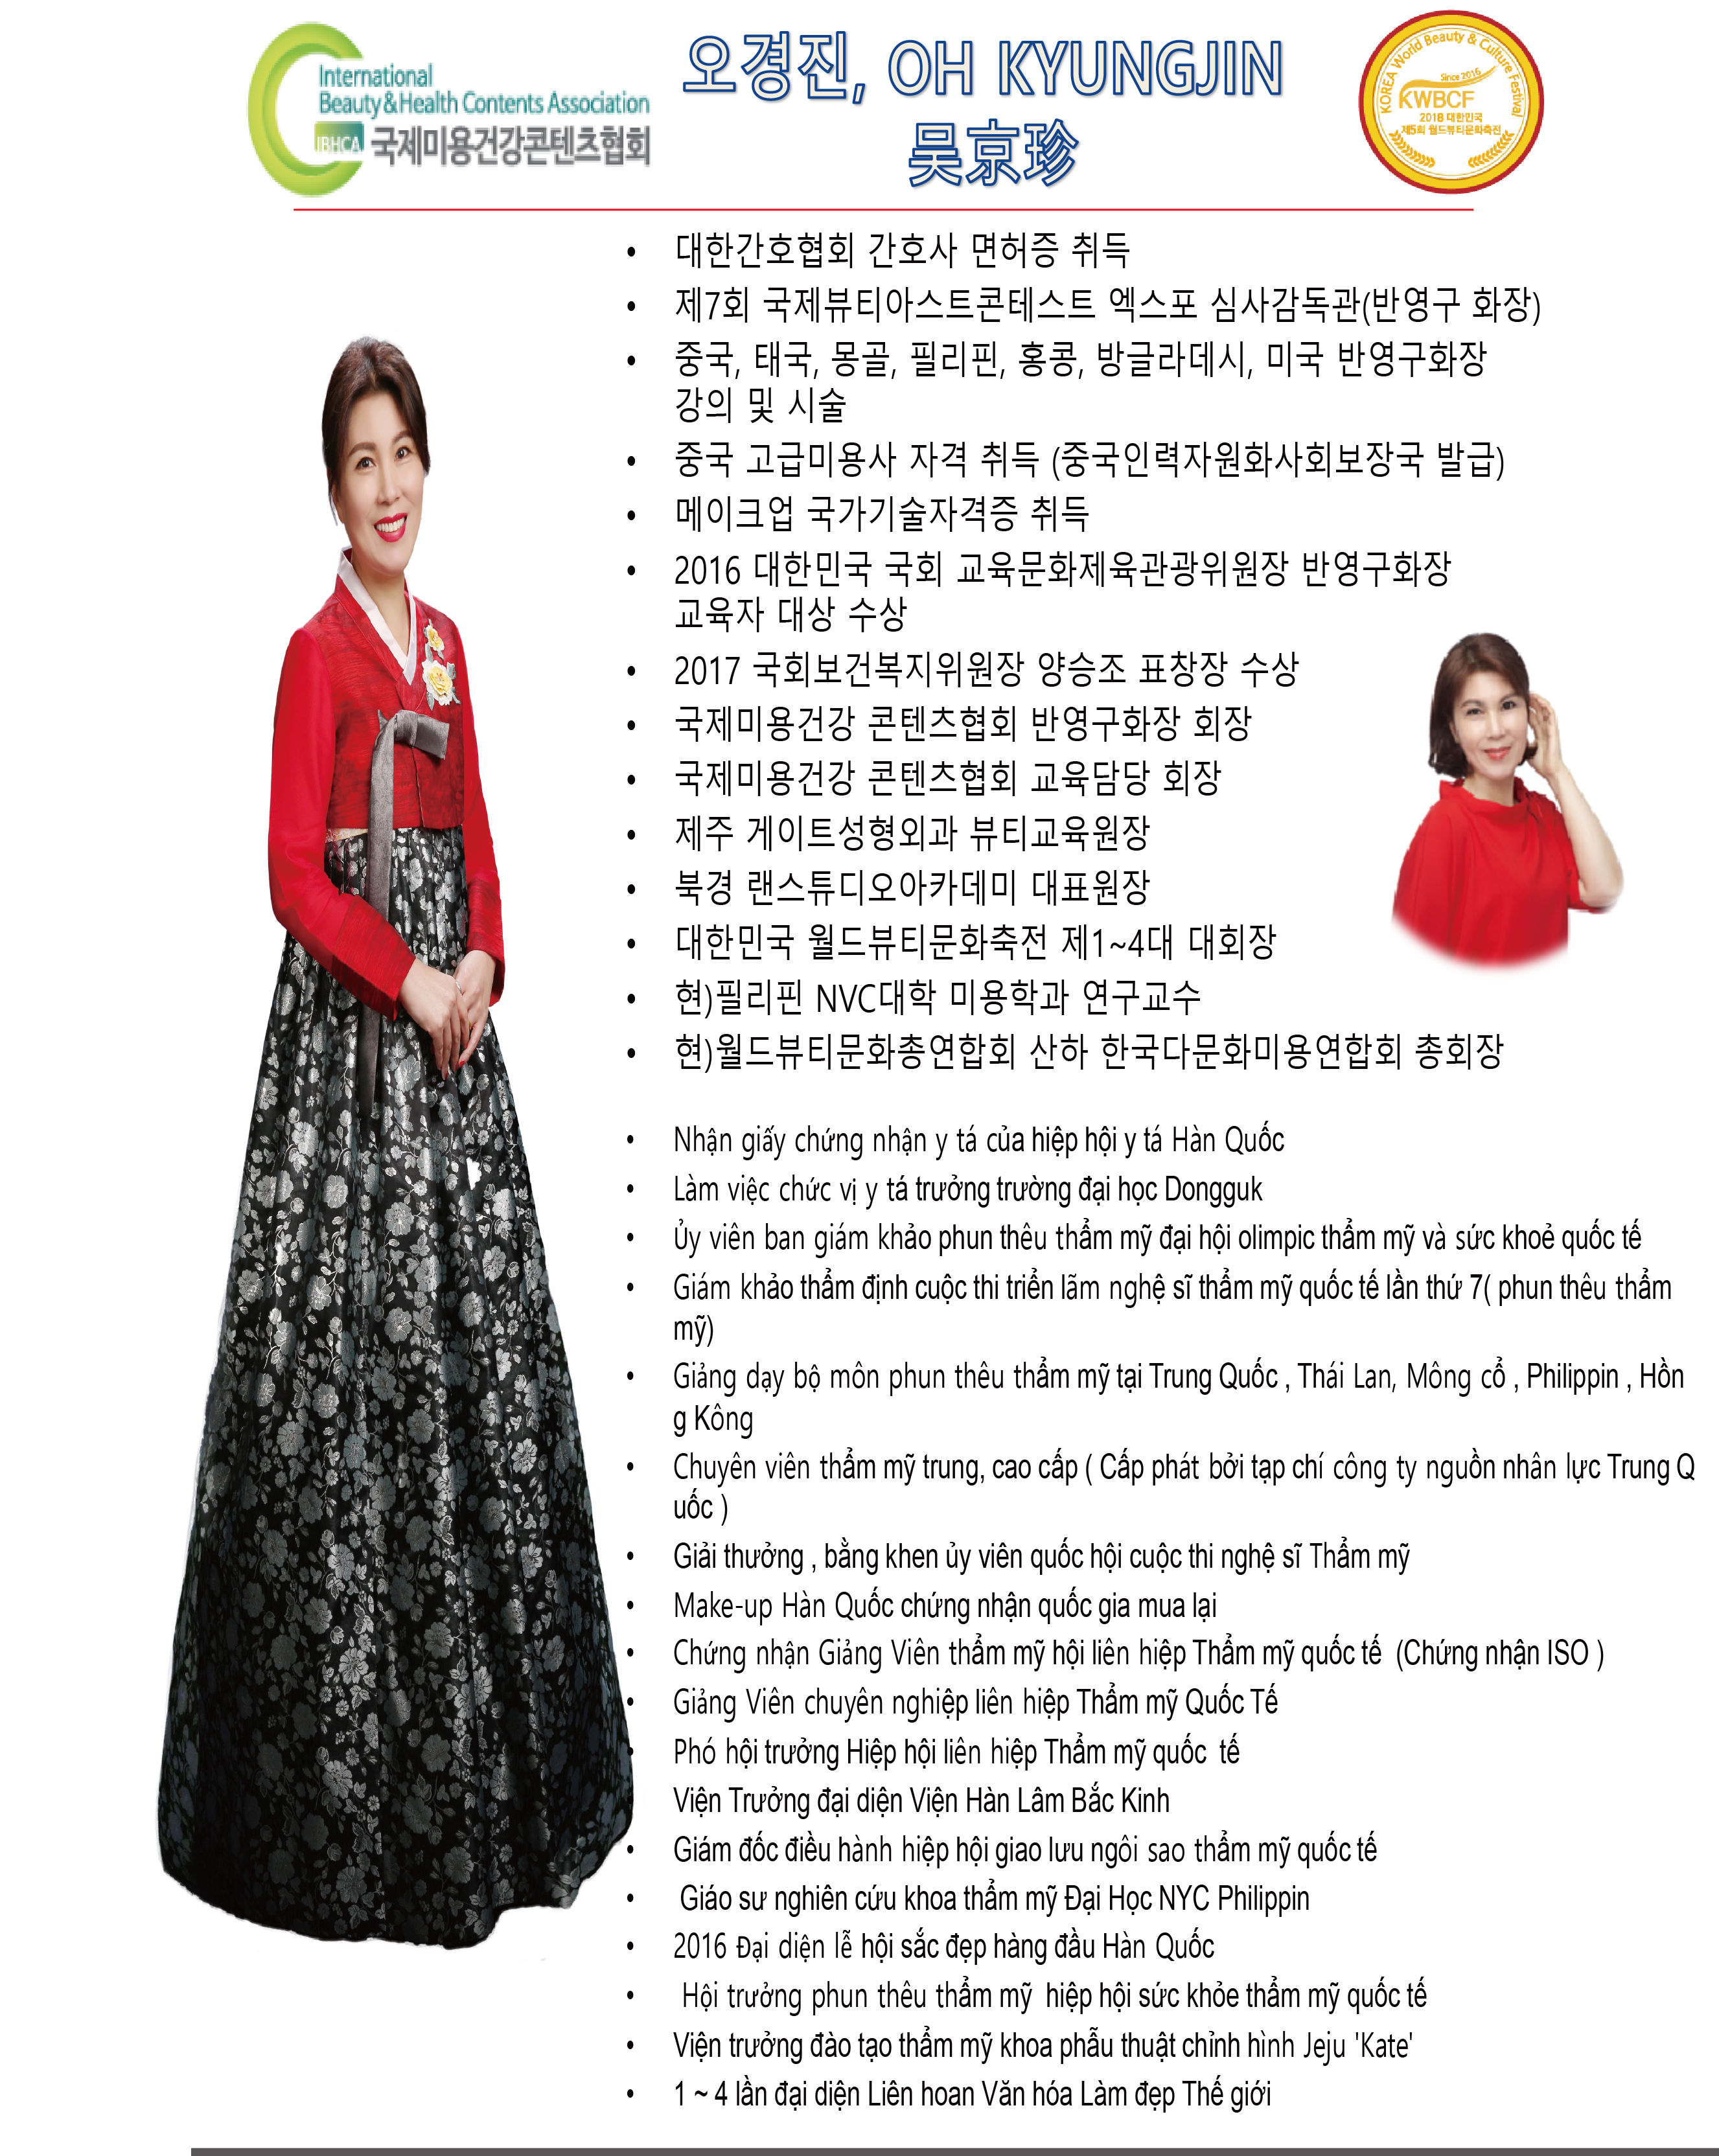 International
Beauty & Health Contents Association
IBHCA 국제미용건강콘텐츠협회
오경진, OH KYUNGJIN
吴京珍
KOREA World Beauty & Culture Festival
Since 2016
KWBCF
2018 대한민국
제5회 월드뷰티문화축전
• 대한간호협회 간호사 면허증 취득
• 제7회 국제뷰티아스트콘테스트 엑스포 심사감독관(반영구 화장)
• 중국, 태국, 몽골, 필리핀, 홍콩, 방글라데시, 미국 반영구화장
강의 및 시술
• 중국 고급미용사 자격 취득 (중국인력자원화사회보장국 발급)
• 메이크업 국가기술자격증 취득
• 2016 대한민국 국회 교육문화제육관광위원장 반영구화장
교육자 대상 수상
• 2017 국회보건복지위원장 양승조 표창장 수상
• 국제미용건강 콘텐츠협회 반영구화장 회장
• 국제미용건강 콘텐츠협회 교육담당 회장
• 제주 게이트성형외과 뷰티교육원장
• 북경 랜스튜디오아카데미 대표원장
• 대한민국 월드뷰티문화축전 제1~4대 대회장
• 현)필리핀 NVC대학 미용학과 연구교수
• 현)월드뷰티문화총연합회 산하 한국다문화미용연합회 총회장
• Nhận giấy chứng nhận y tá của hiệp hội y tá Hàn Quốc
• Làm việc chức vị y tá trưởng trường đại học Dongguk
• Ủy viên ban giám khảo phun thêu thẩm mỹ đại hội olimpic thẩm mỹ và sức khoẻ quốc tế
• Giám khảo thẩm định cuộc thi triển lãm nghệ sĩ thẩm mỹ quốc tế lần thứ 7( phun thêu thẩm
mỹ)
• Giảng dạy bộ môn phun thêu thẩm mỹ tại Trung Quốc , Thái Lan, Mông cổ , Philippin , Hồn
g Kông
• Chuyên viên thẩm mỹ trung, cao cấp ( Cấp phát bởi tạp chí công ty nguồn nhân lực Trung Q
uốc )
• Giải thưởng , bằng khen ủy viên quốc hội cuộc thi nghệ sĩ Thẩm mỹ
• Make-up Hàn Quốc chứng nhận quốc gia mua lại
• Chứng nhận Giảng Viên thẩm mỹ hội liên hiệp Thẩm mỹ quốc tế (Chứng nhận ISO )
• Giảng Viên chuyên nghiệp liên hiệp Thẩm mỹ Quốc Tế
• Phó hội trưởng Hiệp hội liên hiệp Thẩm mỹ quốc tế
Viện Trưởng đại diện Viện Hàn Lâm Bắc Kinh
• Giám đốc điều hành hiệp hội giao lưu ngôi sao thẩm mỹ quốc tế
• Giáo sư nghiên cứu khoa thẩm mỹ Đại Học NYC Philippin
• 2016 Đại diện lễ hội sắc đẹp hàng đầu Hàn Quốc
• Hội trưởng phun thêu thẩm mỹ hiệp hội sức khỏe thẩm mỹ quốc tế
• Viện trưởng đào tạo thẩm mỹ khoa phẫu thuật chỉnh hình Jeju 'Kate'
• 1 ~ 4 lần đại diện Liên hoan Văn hóa Làm đẹp Thế giới